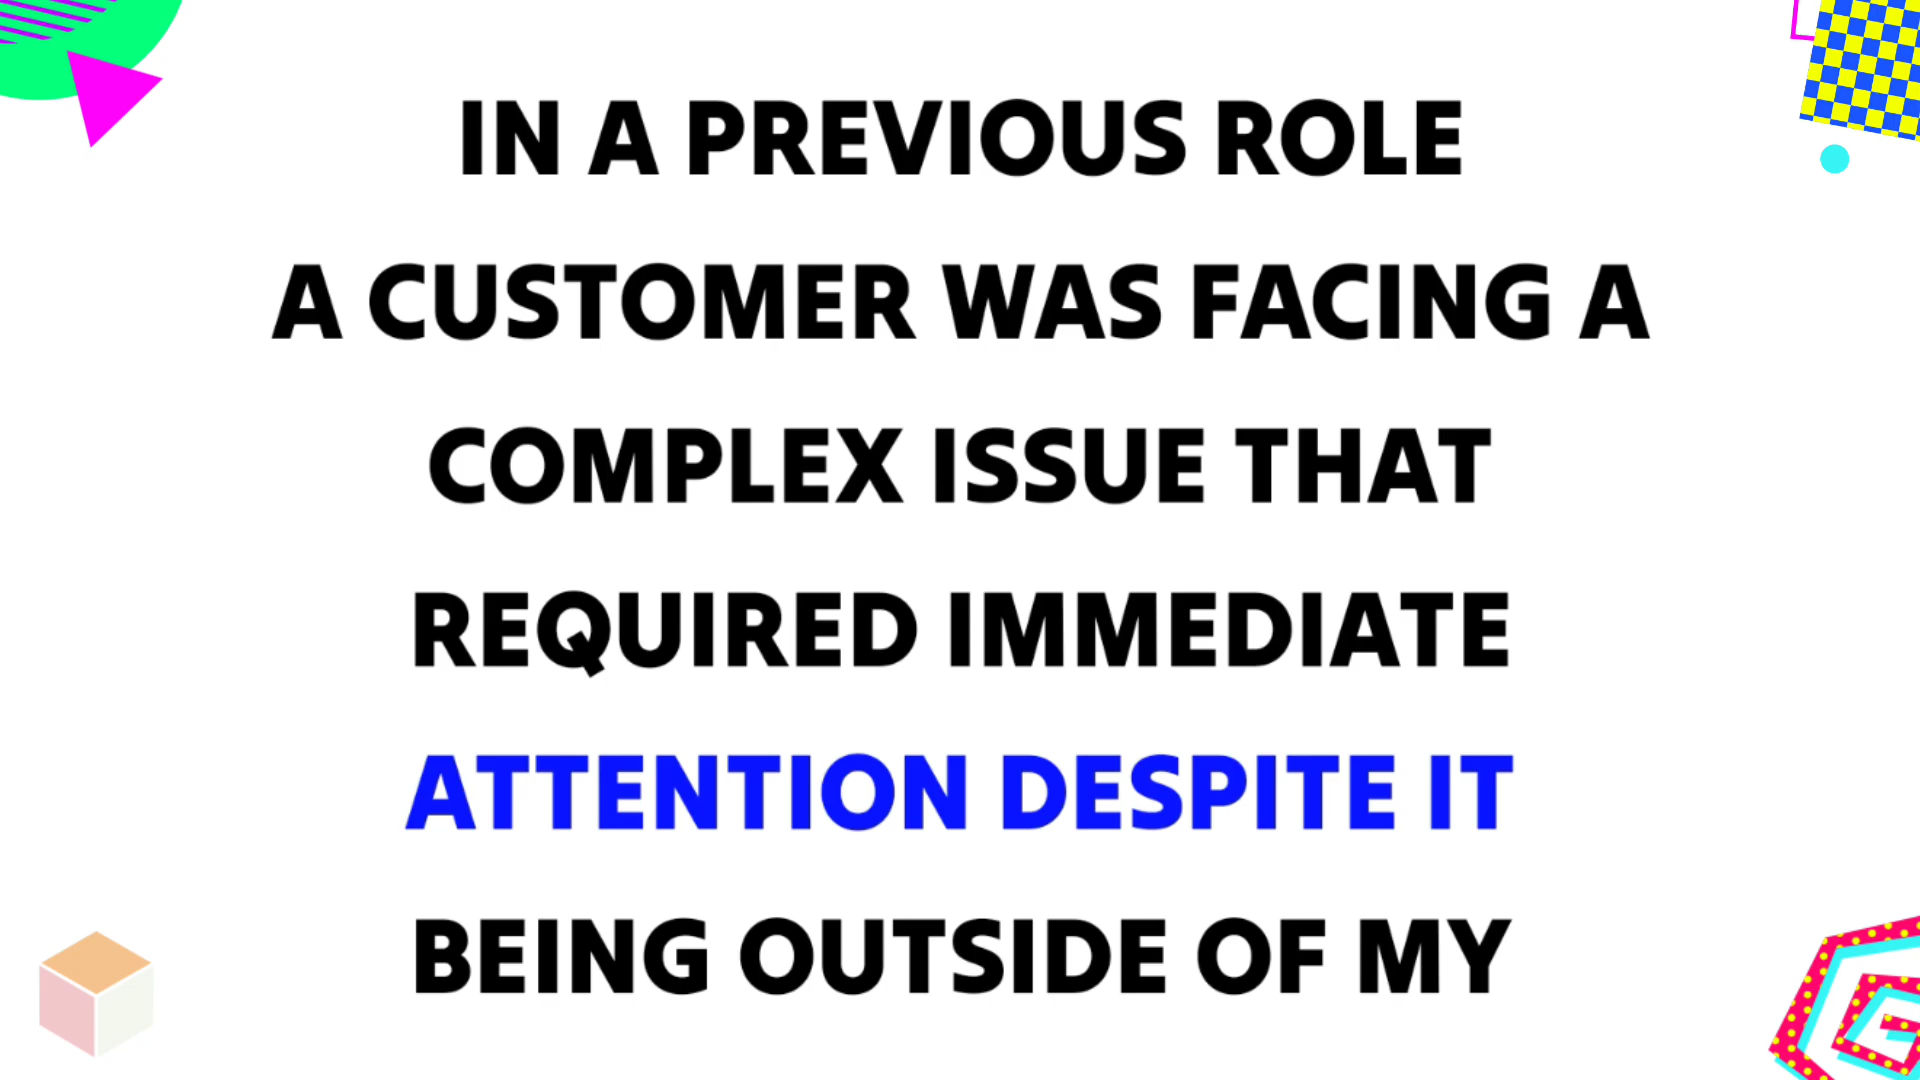 IN A PREVIOUS ROLE
A CUSTOMER WAS FACING A
COMPLEX ISSUE THAT
REQUIRED IMMEDIATE
ATTENTION DESPITE IT
BEING OUTSIDE OF MY